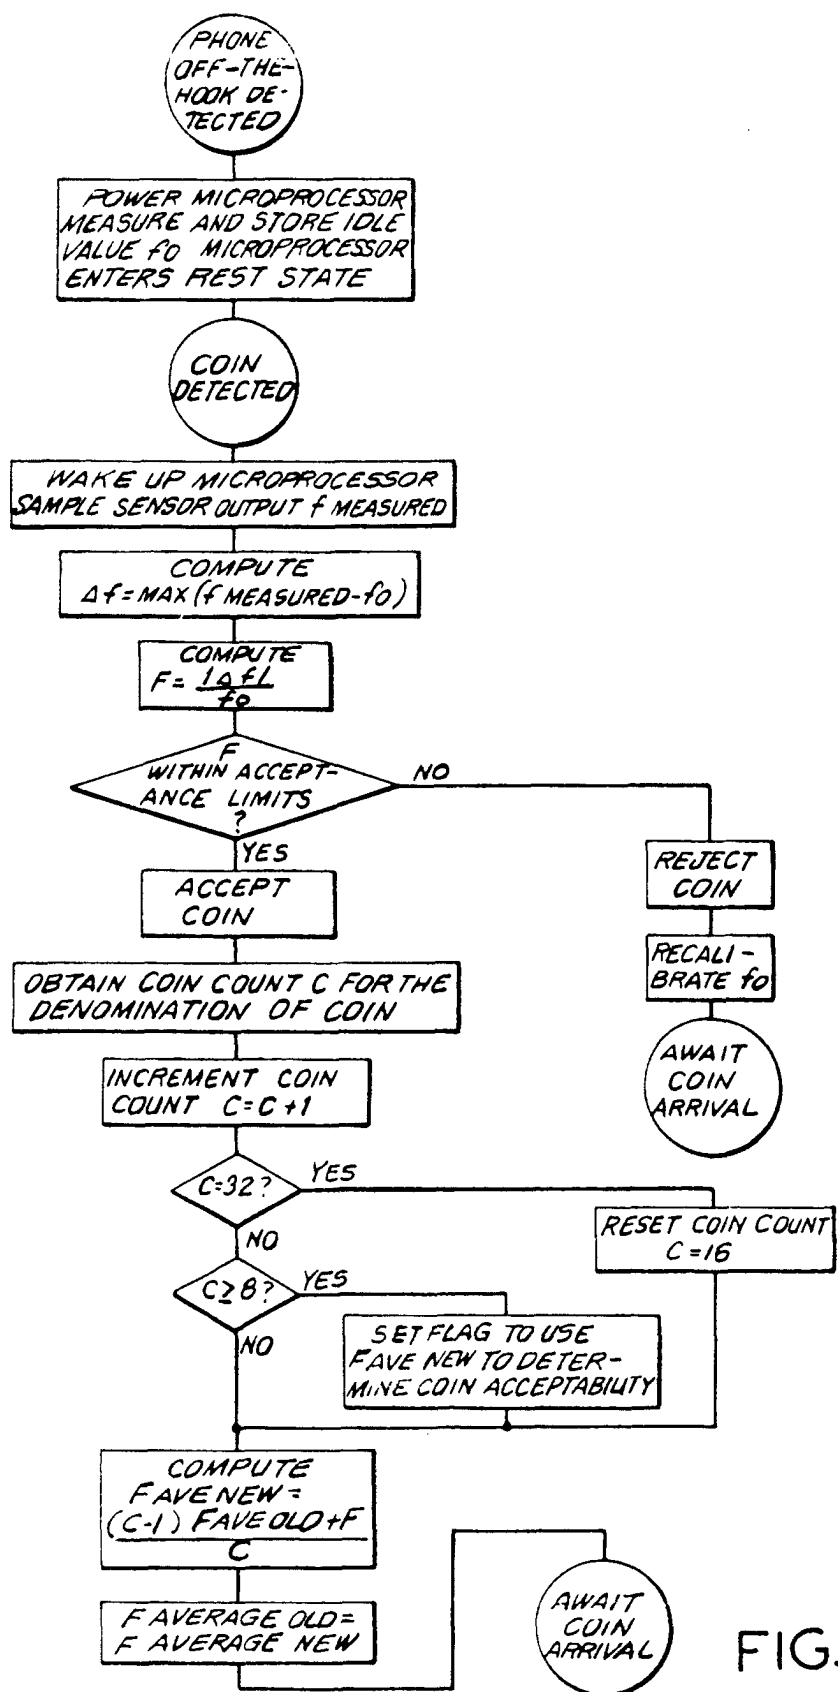 PHONE
OFF-THE-
HOOK DE-
TECTED
POWER MICROPROCESSOR
MEASURE AND STORE IDLE
VALUE fo MICROPROCESSOR
ENTERS REST STATE
COIN
DETECTED
WAKE UP MICROPROCESSOR
SAMPLE SENSOR OUTPUT f MEASURED
COMPUTE
Δf=MAX(f MEASURED-fo)
COMPUTE
F= |Δf|
fo
F
WITHIN ACCEPT-
ANCE LIMITS
?
NO
YES
REJECT
COIN
ACCEPT
COIN
RECALI-
BRATE fo
OBTAIN COIN COUNT C FOR THE
DENOMINATION OF COIN
AWAIT
COIN
ARRIVAL
INCREMENT COIN
COUNT C=C+1
C=32?
YES
NO
RESET COIN COUNT
C=16
C≥8?
YES
NO
SET FLAG TO USE
FAVE NEW TO DETER-
MINE COIN ACCEPTABILITY
COMPUTE
F AVE NEW =
(C-1) FAVE OLD+F
C
F AVERAGE OLD=
F AVERAGE NEW
AWAIT
COIN
ARRIVAL
FIG.